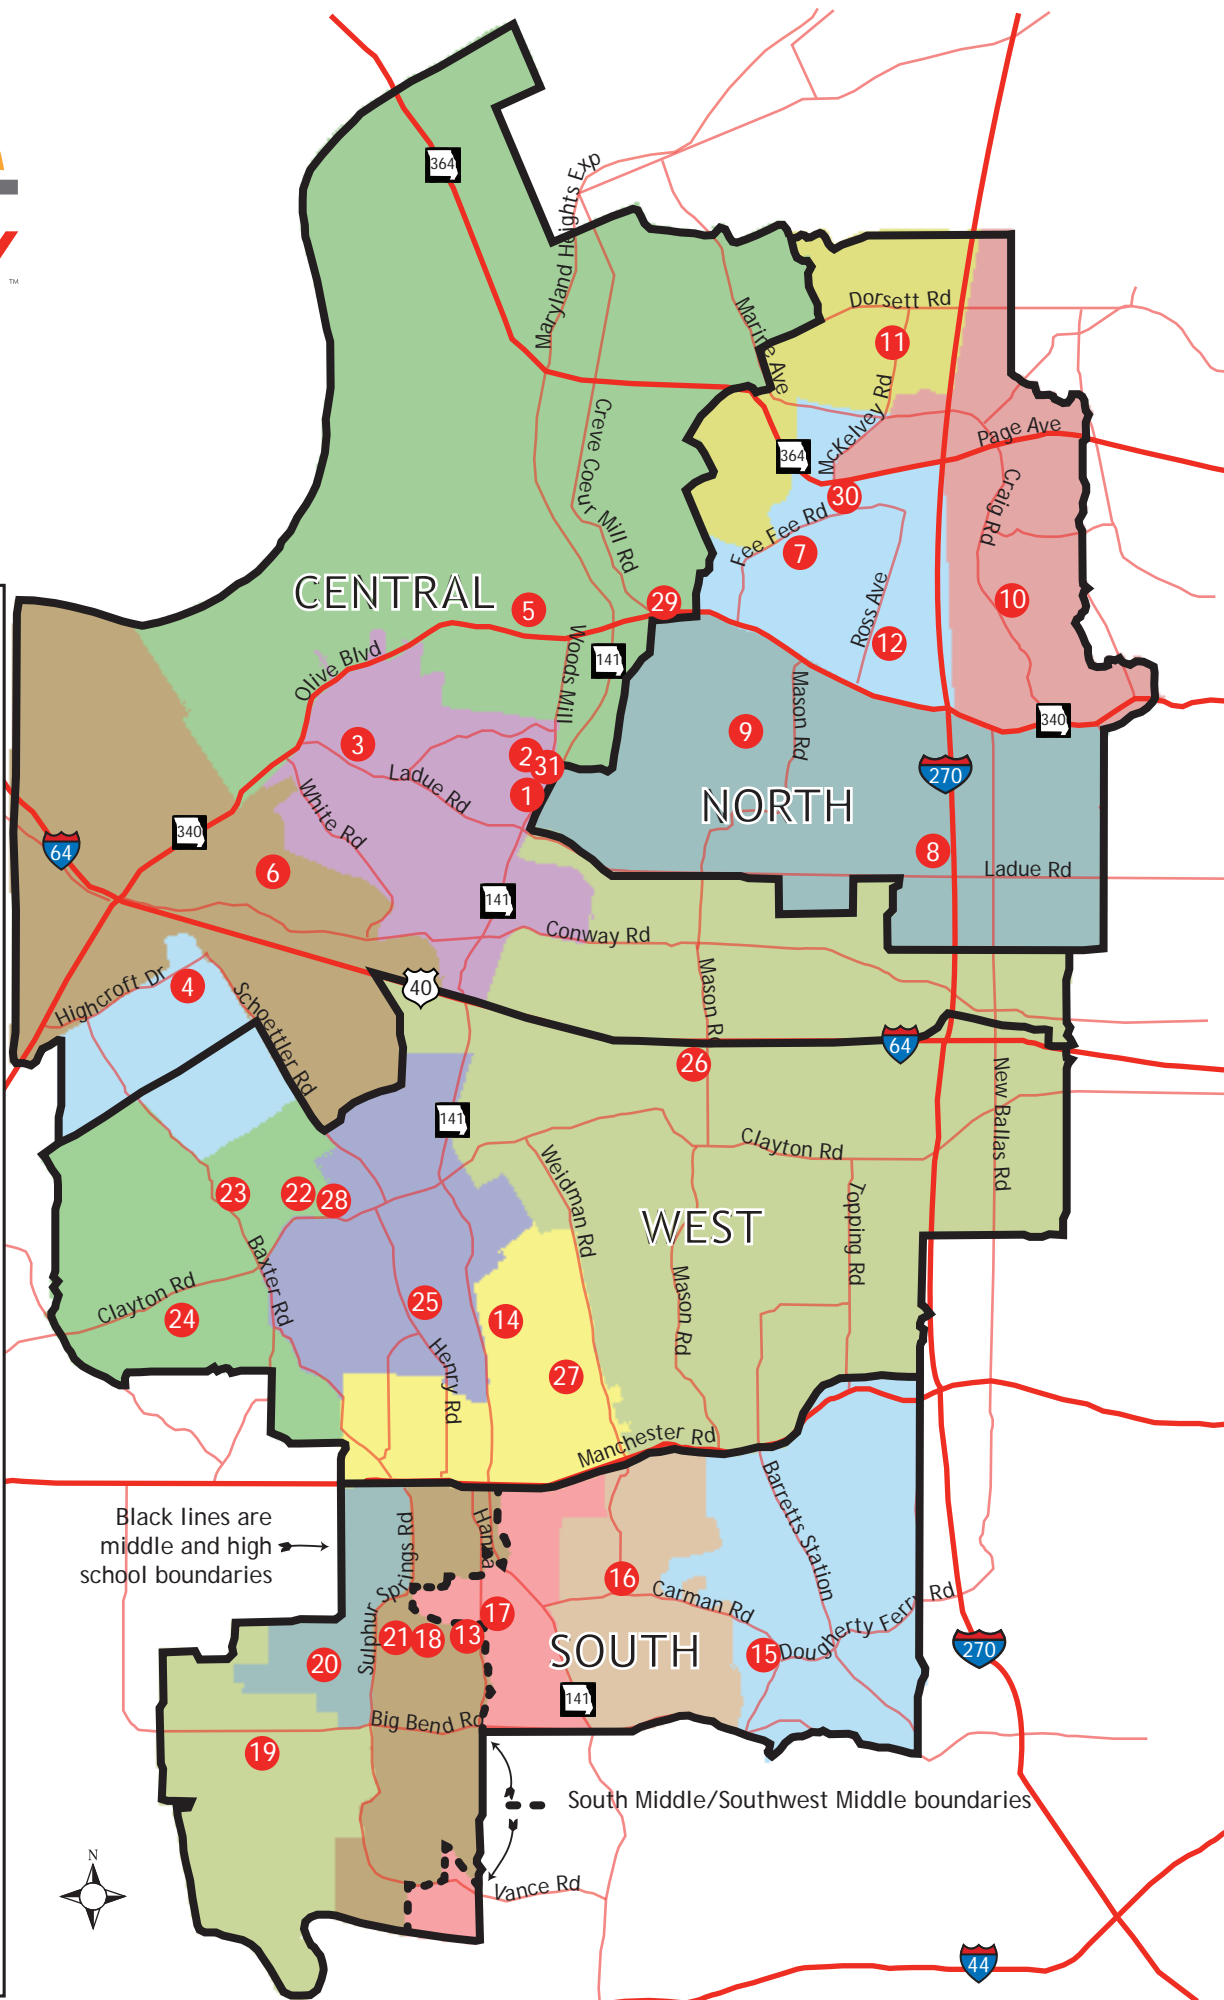 ™
364
Maryland Heights Exp
Dorsett Rd
Marine Ave
11
McKelvey Rd
Creve Coeur Mill Rd
Page Ave
364
Craig Rd
30
Fee Fee Rd
7
CENTRAL
5
29
10
Ross Ave
12
Olive Blvd
Woods Mill
141
Mason Rd
340
3
9
2
31
270
Ladue Rd
1
NORTH
White Rd
340
64
8
6
Ladue Rd
141
Conway Rd
Highcroft Dr
4
40
Schoettler Rd
Mason Rd
64
26
New Ballas Rd
141
Clayton Rd
Weidman Rd
23
22
28
Topping Rd
WEST
Baxter Rd
Mason Rd
Clayton Rd
25
24
14
Henry Rd
27
Manchester Rd
Black lines are
middle and high
school boundaries
Barretts Station
Sulphur Springs Rd
Hanna
16
Carman Rd
Dougherty Ferry Rd
17
21
18
13
SOUTH
15
270
20
141
Big Bend Rd
19
South Middle/Southwest Middle boundaries
N
Vance Rd
44